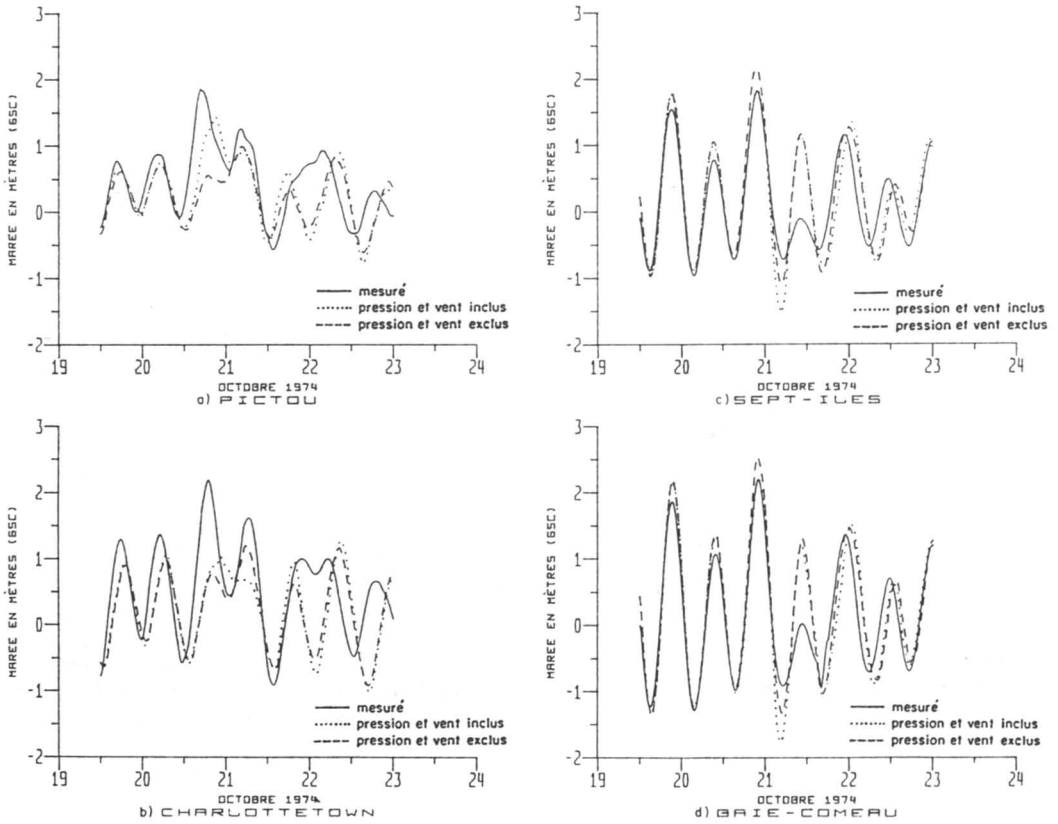 3
2
1
0
-1
-2
MARÉE EN MÈTRES (GSC)
mesuré
pression et vent inclus
pression et vent exclus
19 20 21 22 23 24
OCTOBRE 1974
a) PICTOU
3
2
1
0
-1
-2
MARÉE EN MÈTRES (GSC)
mesuré
pression et vent inclus
pression et vent exclus
19 20 21 22 23 24
OCTOBRE 1974
c) SEPT-ILES
3
2
1
0
-1
-2
MARÉE EN MÈTRES (GSC)
mesuré
pression et vent inclus
pression et vent exclus
19 20 21 22 23 24
OCTOBRE 1974
b) CHARLOTTETOWN
3
2
1
0
-1
-2
MARÉE EN MÈTRES (GSC)
mesuré
pression et vent inclus
pression et vent exclus
19 20 21 22 23 24
OCTOBRE 1974
d) BAIE-COMEAU